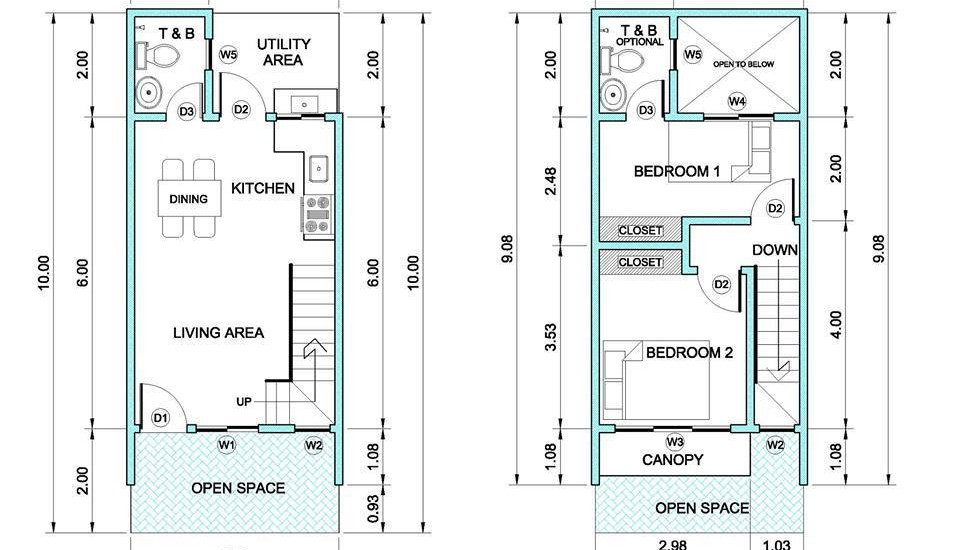 T & B
W5
UTILITY
AREA
2.00
2.00
D3
D2
KITCHEN
DINING
10.00
6.00
6.00
10.00
LIVING AREA
UP
D1
W1
W2
OPEN SPACE
2.00
1.08
0.93
T & B
OPTIONAL
W5
OPEN TO BELOW
W4
2.00
2.00
D3
BEDROOM 1
2.48
2.00
D2
CLOSET
CLOSET
DOWN
D2
9.08
9.08
3.53
4.00
BEDROOM 2
W3
W2
CANOPY
1.08
1.08
OPEN SPACE
2.98
1.03